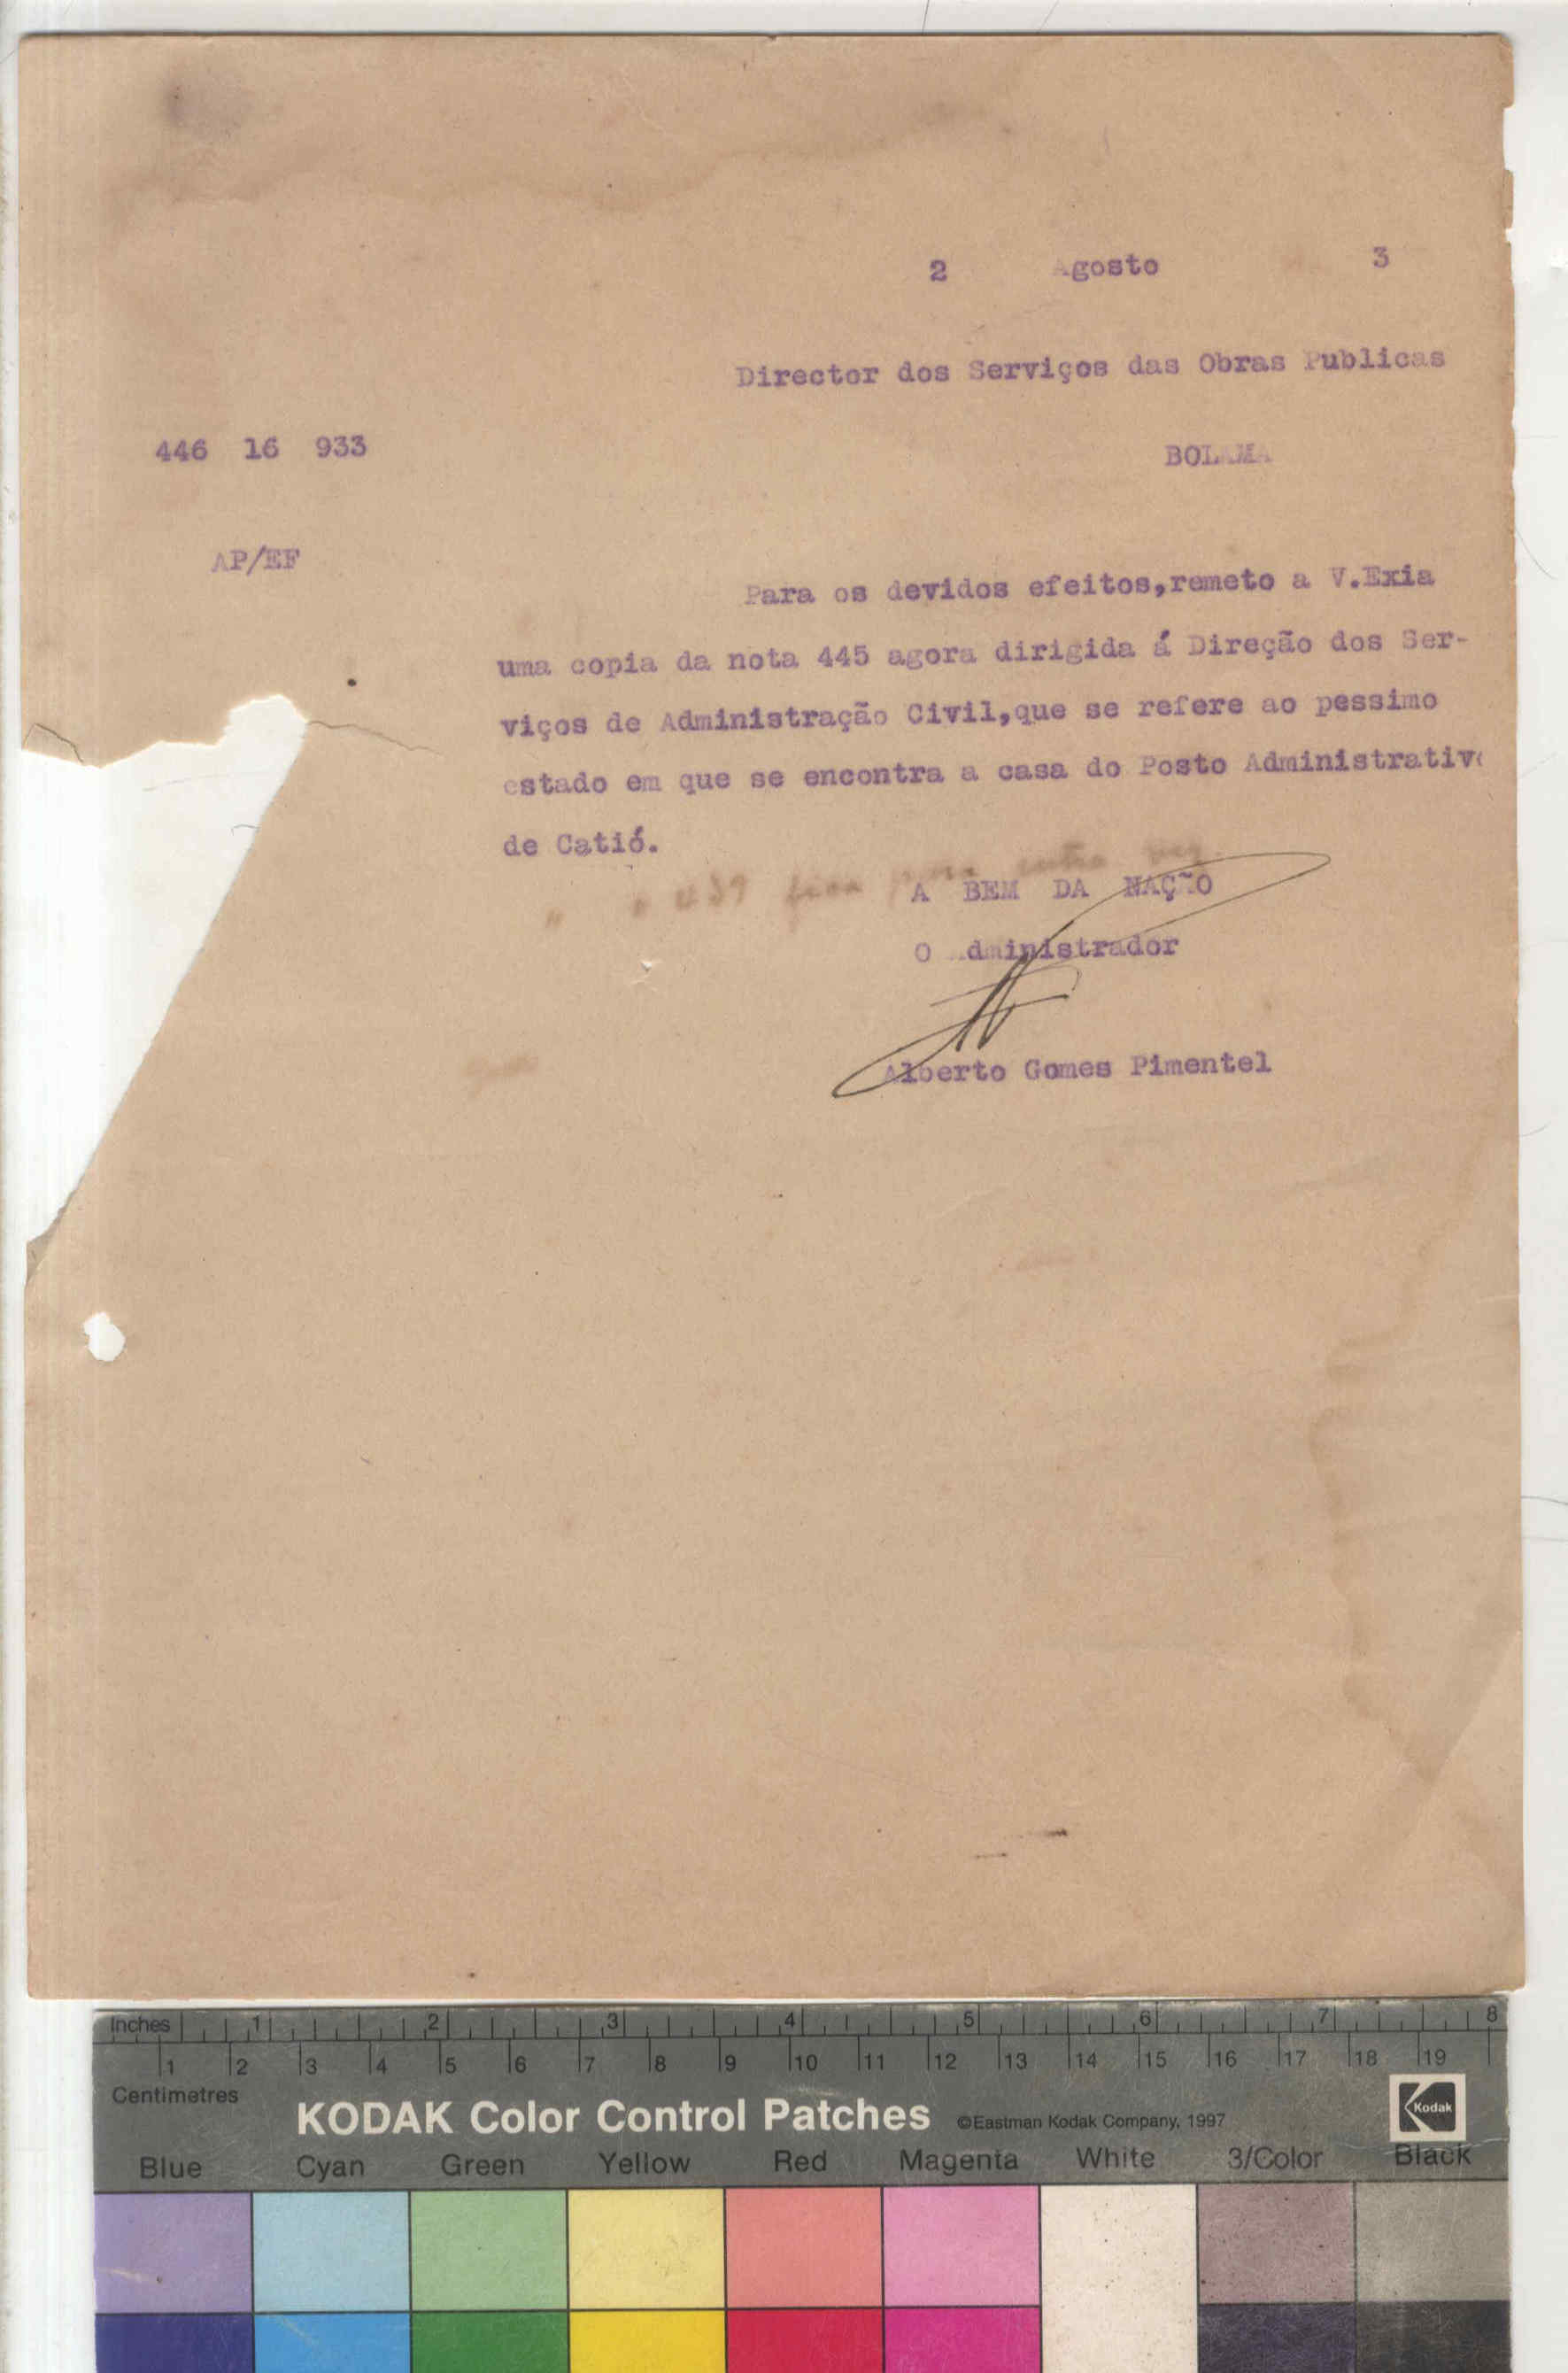 2 Agosto 3
Director dos Serviços das Obras Publicas
446 16 933
BOLAMA
AP/EF
Para os devidos efeitos,remeto a V.Exia
uma copia da nota 445 agora dirigida á Direção dos Ser-
viços de Administração Civil,que se refere ao pessimo
estado em que se encontra a casa do Posto Administrativo
de Catió.
A BEM DA NAÇÃO
O Administrador
Alberto Gomes Pimentel
Inches 1 2 3 4 5 6 7 8
1 2 3 4 5 6 7 8 9 10 11 12 13 14 15 16 17 18 19
Centimetres
KODAK Color Control Patches ©Eastman Kodak Company, 1997 Kodak
Blue Cyan Green Yellow Red Magenta White 3/Color Black